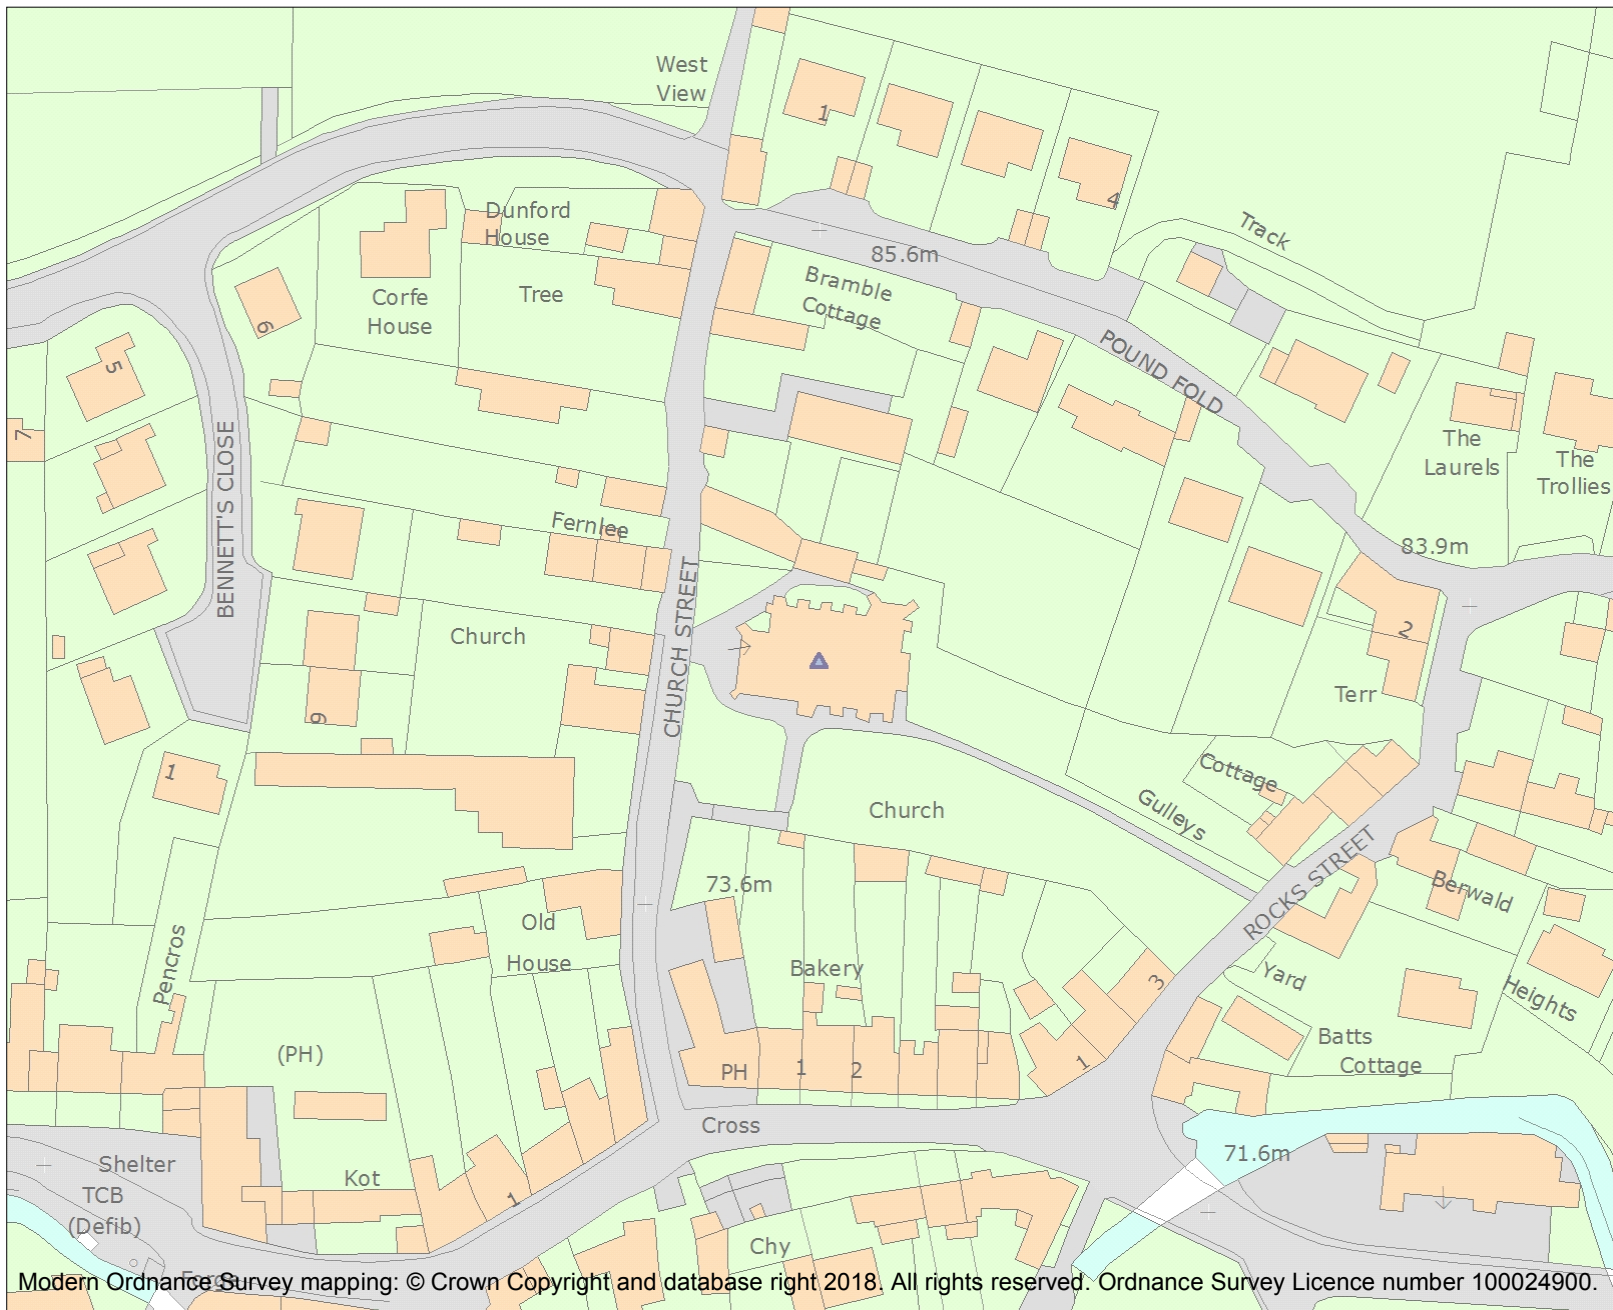 West
View
1
4
Dunford
House
Track
85.6m
Bramble
Cottage
Corfe
House
Tree
6
5
POUND FOLD
7
The
Laurels
The
Trollies
BENNETT'S CLOSE
Fernlee
83.9m
CHURCH STREET
Church
2
Terr
9
1
Cottage
Gulleys
Church
ROCKS STREET
73.6m
Berwald
Old
House
Pencros
Bakery
3
Yard
Heights
Batts
Cottage
(PH)
PH
1
2
1
Cross
71.6m
Shelter
TCB
(Defib)
Kot
1
Chy
Forge
Modern Ordnance Survey mapping: © Crown Copyright and database right 2018. All rights reserved. Ordnance Survey Licence number 100024900.